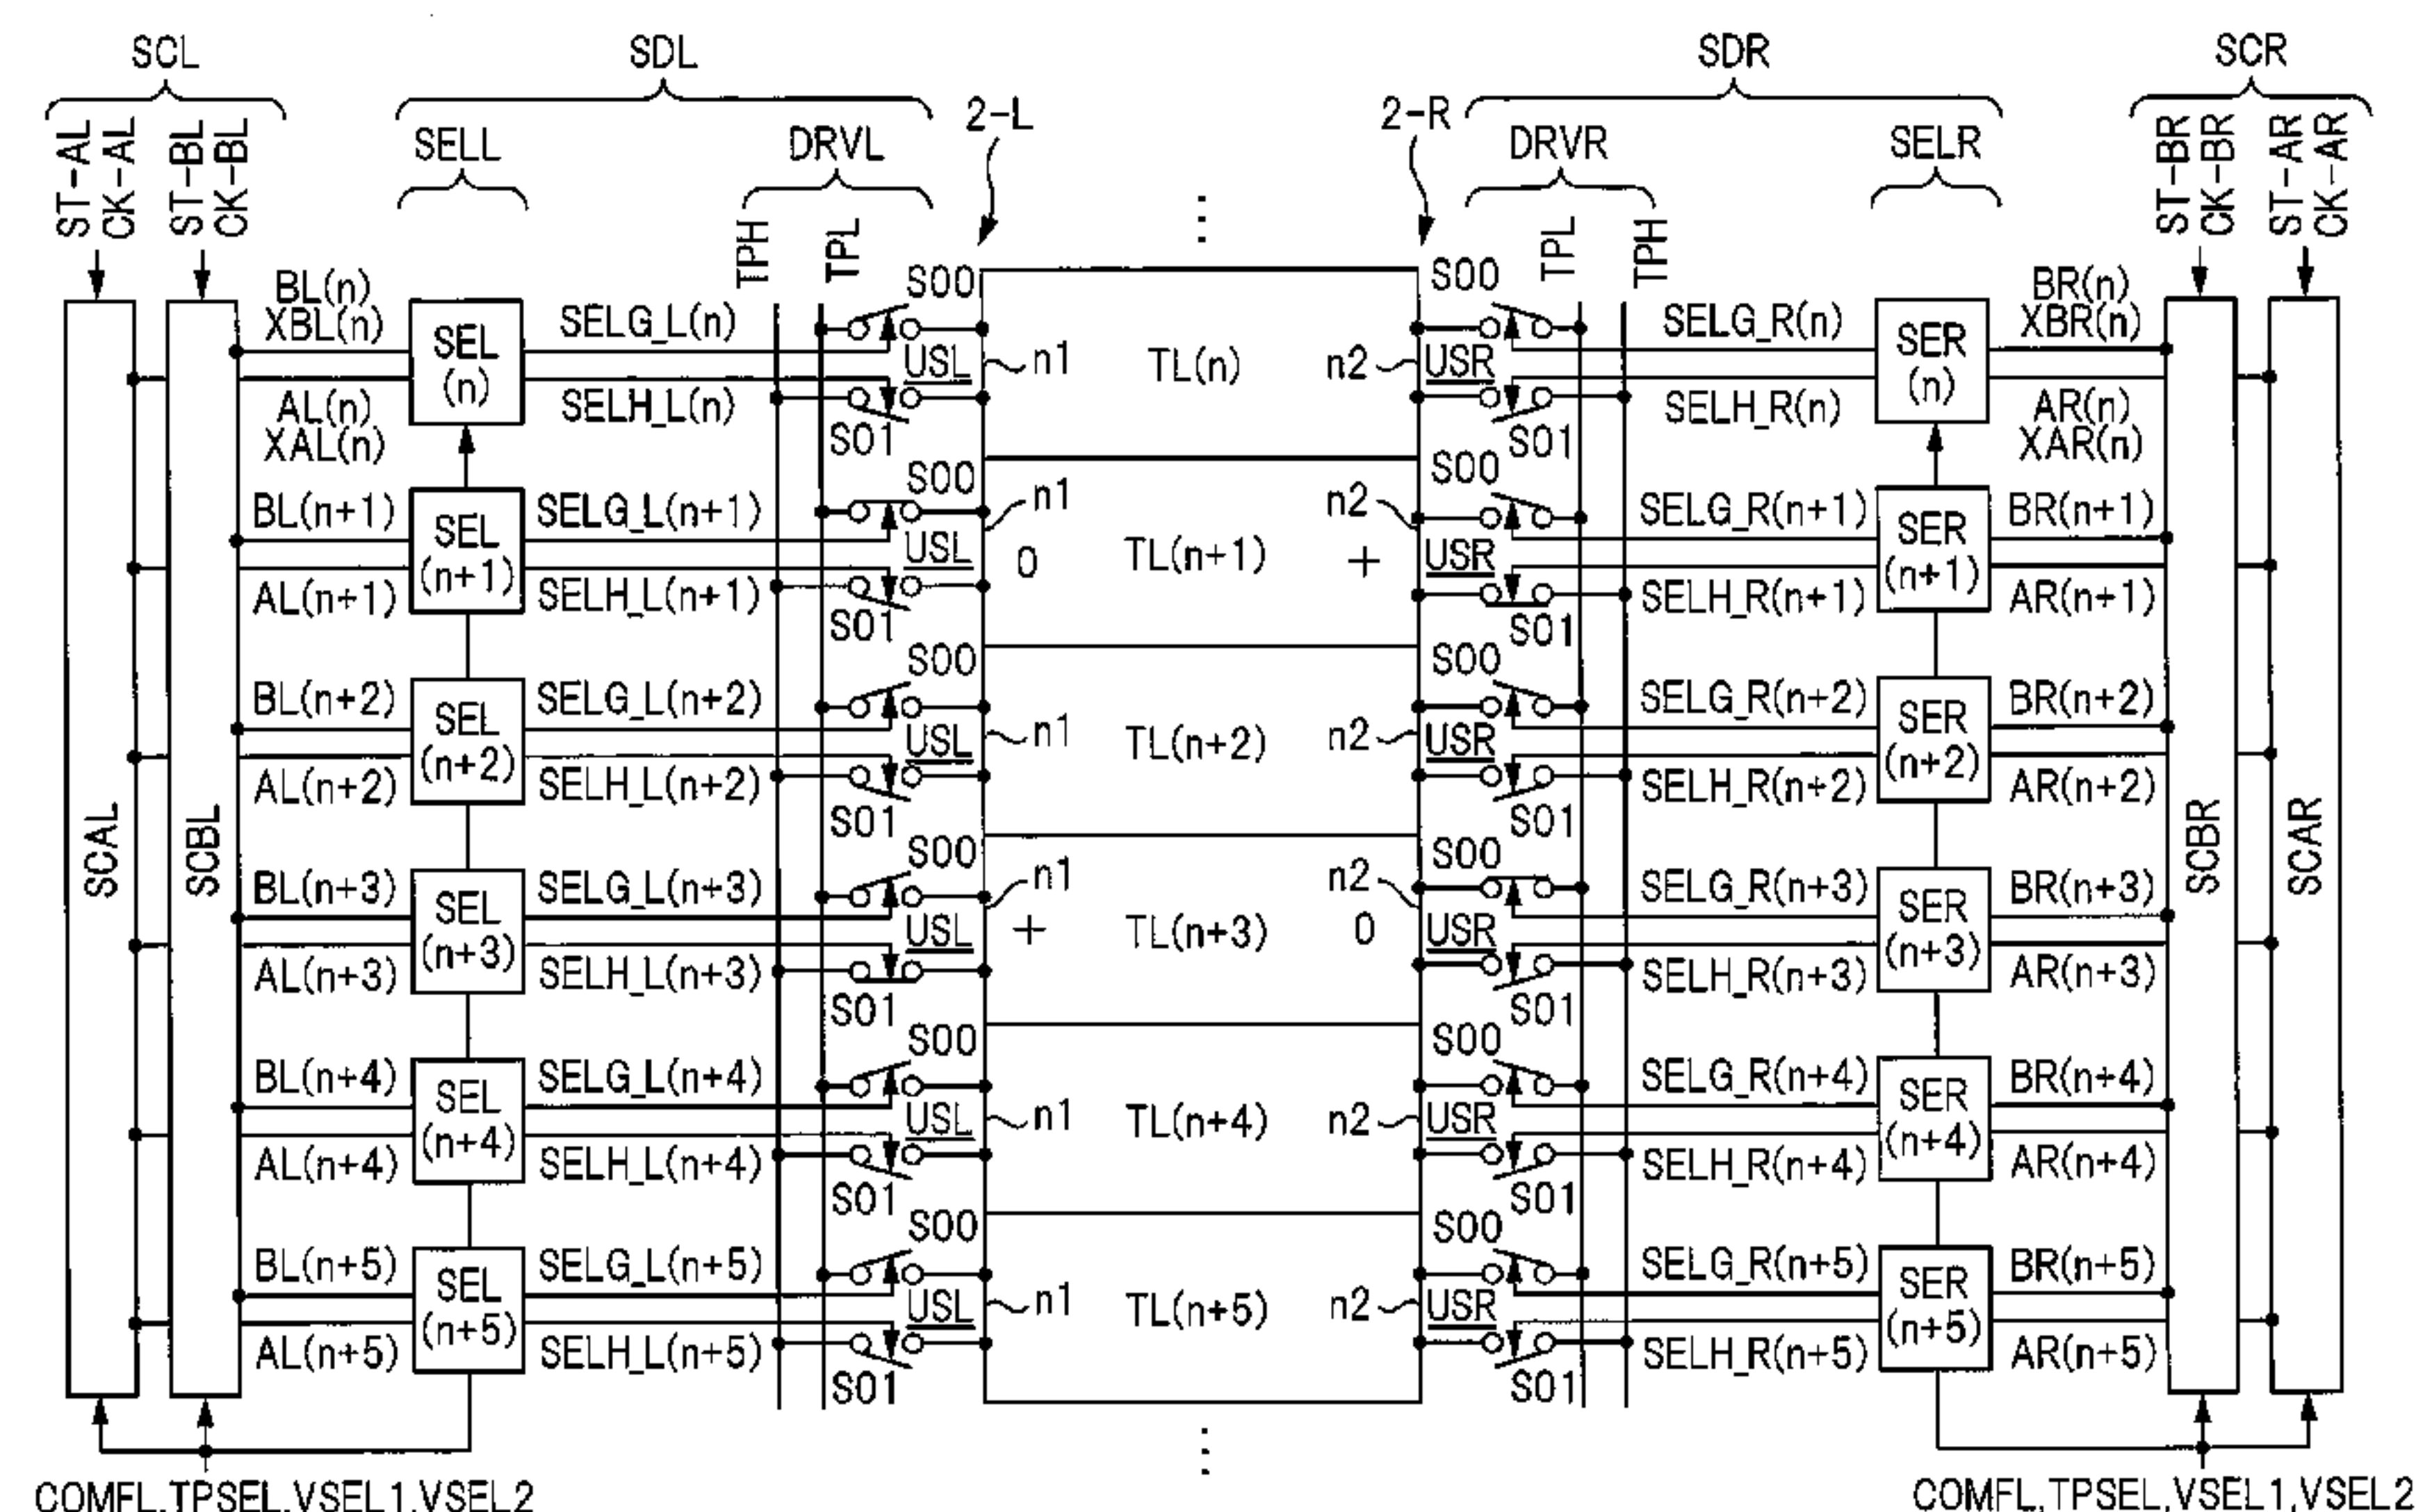 SCL
SDL
SDR
SCR
ST-AL
CK-AL
ST-BL
CK-BL
SELL
DRVL
2-L
2-R
DRVR
SELR
ST-BR
CK-BR
ST-AR
CK-AR
TPH
TPL
TPL
TPH
SCAL
SCBL
SCBR
SCAR
⋮
BL(n)
XBL(n)
AL(n)
XAL(n)
SEL
(n)
SELG_L(n)
SELH_L(n)
S00
USL
S01
n1
TL(n)
n2
S00
USR
S01
SELG_R(n)
SELH_R(n)
SER
(n)
BR(n)
XBR(n)
AR(n)
XAR(n)
BL(n+1)
AL(n+1)
SEL
(n+1)
SELG_L(n+1)
SELH_L(n+1)
S00
USL
S01
n1
0
TL(n+1)
n2
+
S00
USR
S01
SELG_R(n+1)
SELH_R(n+1)
SER
(n+1)
BR(n+1)
AR(n+1)
BL(n+2)
AL(n+2)
SEL
(n+2)
SELG_L(n+2)
SELH_L(n+2)
S00
USL
S01
n1
TL(n+2)
n2
S00
USR
S01
SELG_R(n+2)
SELH_R(n+2)
SER
(n+2)
BR(n+2)
AR(n+2)
BL(n+3)
AL(n+3)
SEL
(n+3)
SELG_L(n+3)
SELH_L(n+3)
S00
USL
S01
n1
+
TL(n+3)
n2
0
S00
USR
S01
SELG_R(n+3)
SELH_R(n+3)
SER
(n+3)
BR(n+3)
AR(n+3)
BL(n+4)
AL(n+4)
SEL
(n+4)
SELG_L(n+4)
SELH_L(n+4)
S00
USL
S01
n1
TL(n+4)
n2
S00
USR
S01
SELG_R(n+4)
SELH_R(n+4)
SER
(n+4)
BR(n+4)
AR(n+4)
BL(n+5)
AL(n+5)
SEL
(n+5)
SELG_L(n+5)
SELH_L(n+5)
S00
USL
S01
n1
TL(n+5)
n2
S00
USR
S01
SELG_R(n+5)
SELH_R(n+5)
SER
(n+5)
BR(n+5)
AR(n+5)
⋮
COMFL,TPSEL,VSEL1,VSEL2
COMFL,TPSEL,VSEL1,VSEL2